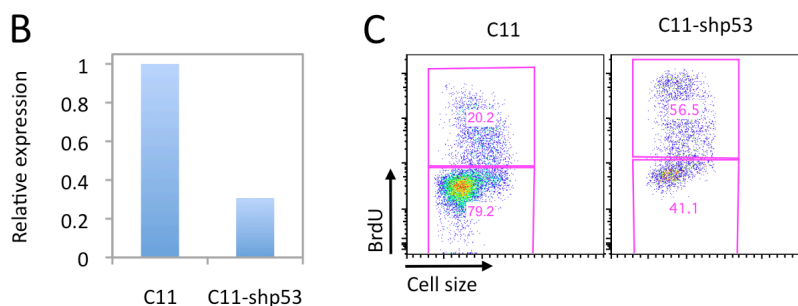 B
Relative expression
1
0.8
0.6
0.4
0.2
0
C11
C11-shp53
C
C11
C11-shp53
20.2
79.2
56.5
41.1
BrdU
Cell size